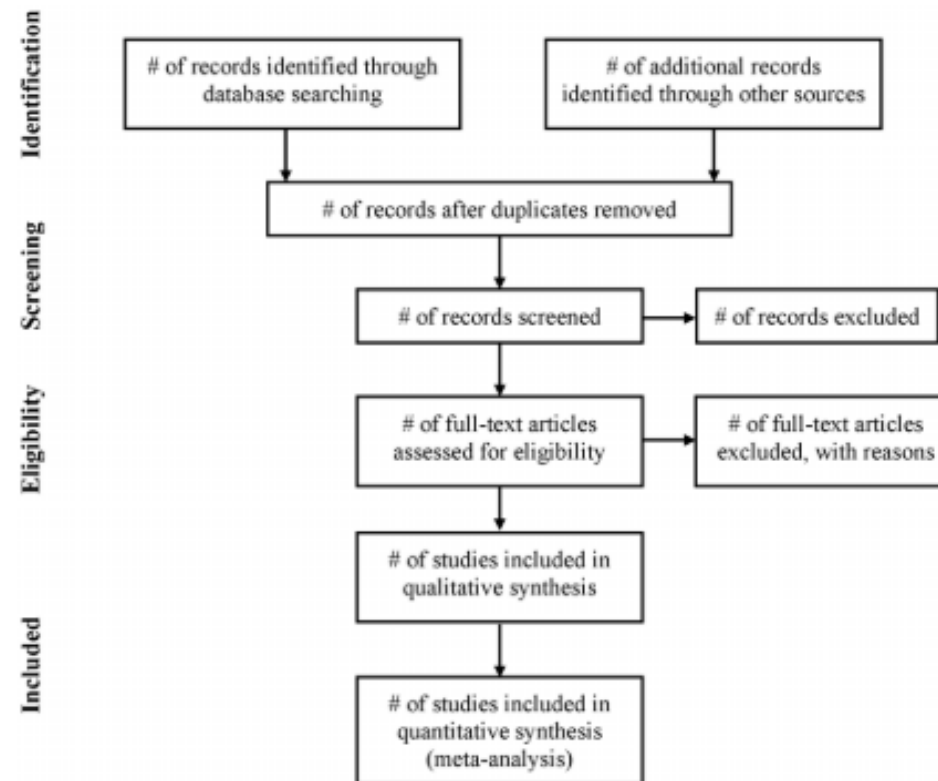 Identification
# of records identified through
database searching
# of additional records
identified through other sources
# of records after duplicates removed
Screening
# of records screened
# of records excluded
Eligibility
# of full-text articles
assessed for eligibility
# of full-text articles
excluded, with reasons
# of studies included in
qualitative synthesis
Included
# of studies included in
quantitative synthesis
(meta-analysis)